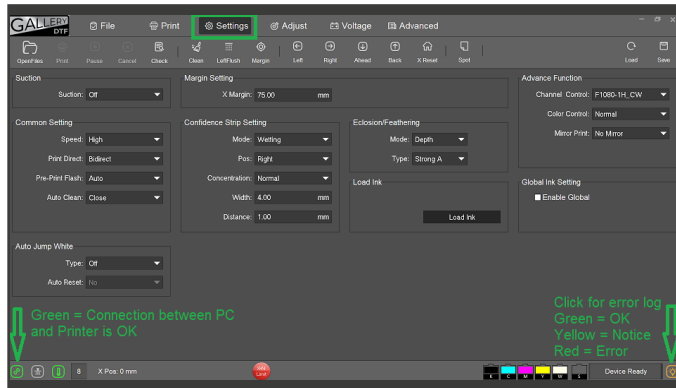 GALLERY
DTF
File
Print
Settings
Adjust
Voltage
Advanced
OpenFiles
Print
Pause
Cancel
Check
Clean
LeftFlush
Margin
Left
Right
Ahead
Back
X Reset
Spot
Load
Save
Suction
Suction: Off
Margin Setting
X Margin: 75.00 mm
Advance Function
Channel Control: F1080-1H_CW
Color Control: Normal
Mirror Print: No Mirror
Common Setting
Speed: High
Print Direct: Bidirect
Pre-Print Flash: Auto
Auto Clean: Close
Confidence Strip Setting
Mode: Wetting
Pos: Right
Concentration: Normal
Width: 4.00 mm
Distance: 1.00 mm
Eclosion/Feathering
Mode: Depth
Type: Strong A
Load Ink
Load Ink
Global Ink Setting
Enable Global
Auto Jump White
Type: Off
Auto Reset: No
Green = Connection between PC
and Printer is OK
Click for error log
Green = OK
Yellow = Notice
Red = Error
8
X Pos: 0 mm
K C M Y W L
Device Ready